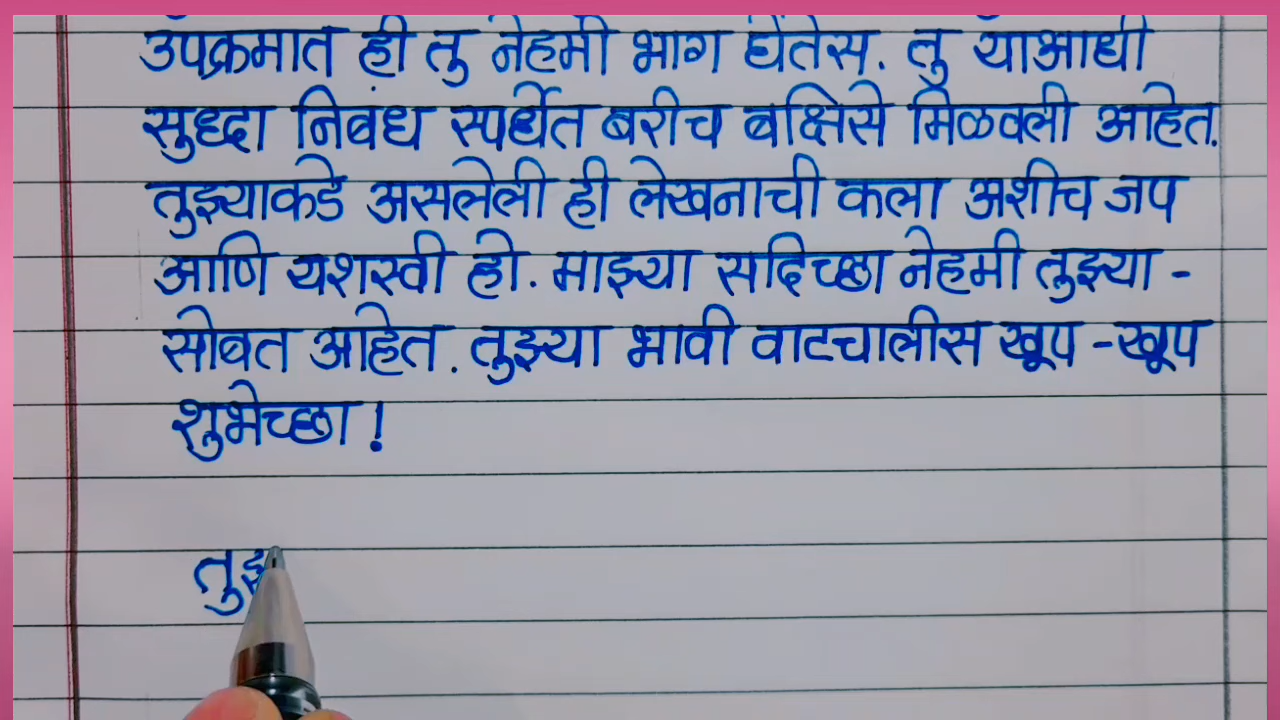 उपक्रमात ही तु नेहमी भाग घेतेस. तु याआधी
सुध्दा निबंध स्पर्धेत बरीच बक्षिसे मिळवली आहेत.
तुझ्याकडे असलेली ही लेखनाची कला अशीच जप
आणि यशस्वी हो. माझ्या सदिच्छा नेहमी तुझ्या -
सोबत आहेत. तुझ्या भावी वाटचालीस खूप -खूप
शुभेच्छा !
तुझ